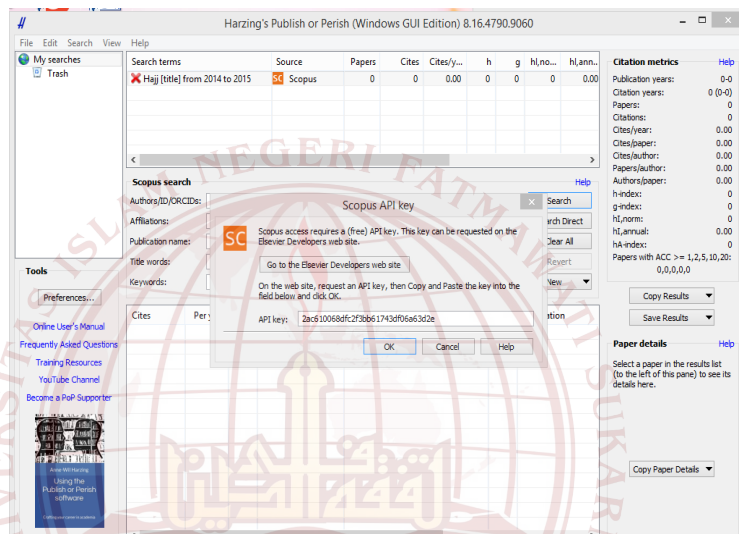 Harzing's Publish or Perish (Windows GUI Edition) 8.16.4790.9060
File Edit Search View Help
My searches
Trash
Search terms Source Papers Cites Cites/y... h g hI,no... hI,ann...
Hajj [title] from 2014 to 2015 SC Scopus 0 0 0.00 0 0 0 0.00
Scopus search Help
Authors/ID/ORCIDs: Search
Affiliations: arch Direct
Publication name: Clear All
Title words: Revert
Keywords: New
Cites Per y ation
Scopus API key
SC
Scopus access requires a (free) API key. This key can be requested on the
Elsevier Developers web site.
Go to the Elsevier Developers web site
On the web site, request an API key, then Copy and Paste the key into the
field below and click OK.
API key: 2ac610068dfc2f3bb61743df06a63d2e
OK Cancel Help
Tools
Preferences...
Online User's Manual
Frequently Asked Questions
Training Resources
YouTube Channel
Become a PoP Supporter
Anne-Wil Harzing
Using the
Publish or Perish
software
Citation metrics Help
Publication years: 0-0
Citation years: 0 (0-0)
Papers: 0
Citations: 0
Cites/year: 0.00
Cites/paper: 0.00
Cites/author: 0.00
Papers/author: 0.00
Authors/paper: 0.00
h-index: 0
g-index: 0
hI,norm: 0
hI,annual: 0.00
hA-index: 0
Papers with ACC >= 1,2,5,10,20:
0,0,0,0,0
Copy Results
Save Results
Paper details Help
Select a paper in the results list
(to the left of this pane) to see its
details here.
Copy Paper Details
VERSITAS ISLAM NEGERI FATMAWATI SUKAR